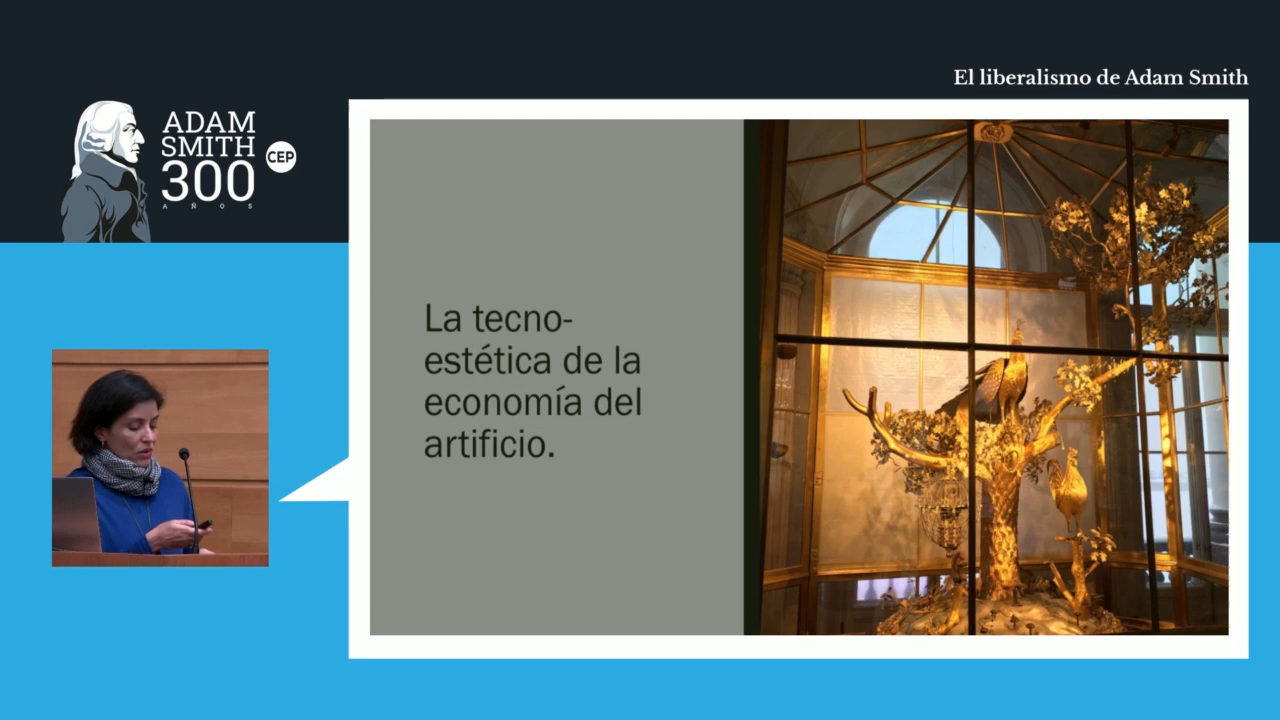 El liberalismo de Adam Smith
ADAM
SMITH
300
AÑOS
CEP
La tecno-
estética de la
economía del
artificio.